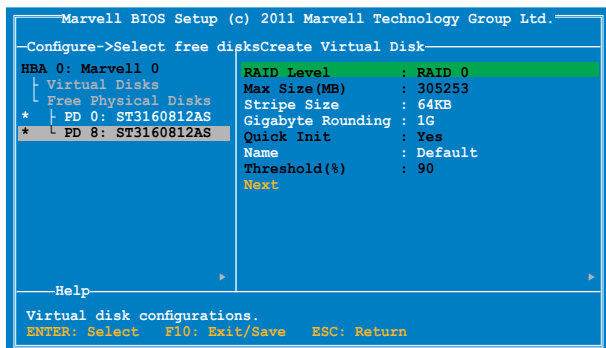 Marvell BIOS Setup (c) 2011 Marvell Technology Group Ltd.
Configure->Select free disksCreate Virtual Disk
HBA 0: Marvell 0
Virtual Disks
Free Physical Disks
* PD 0: ST3160812AS
* PD 8: ST3160812AS
RAID Level : RAID 0
Max Size(MB) : 305253
Stripe Size : 64KB
Gigabyte Rounding : 1G
Quick Init : Yes
Name : Default
Threshold(%) : 90
Next
Help
Virtual disk configurations.
ENTER: Select F10: Exit/Save ESC: Return